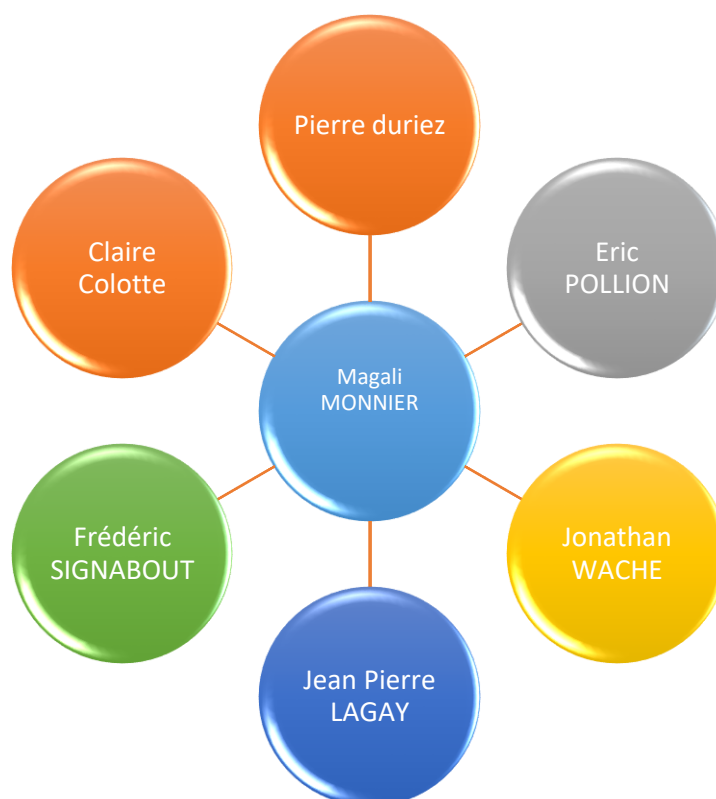 Pierre duriez
Claire
Colotte
Eric
POLLION
Magali
MONNIER
Frédéric
SIGNABOUT
Jonathan
WACHE
Jean Pierre
LAGAY